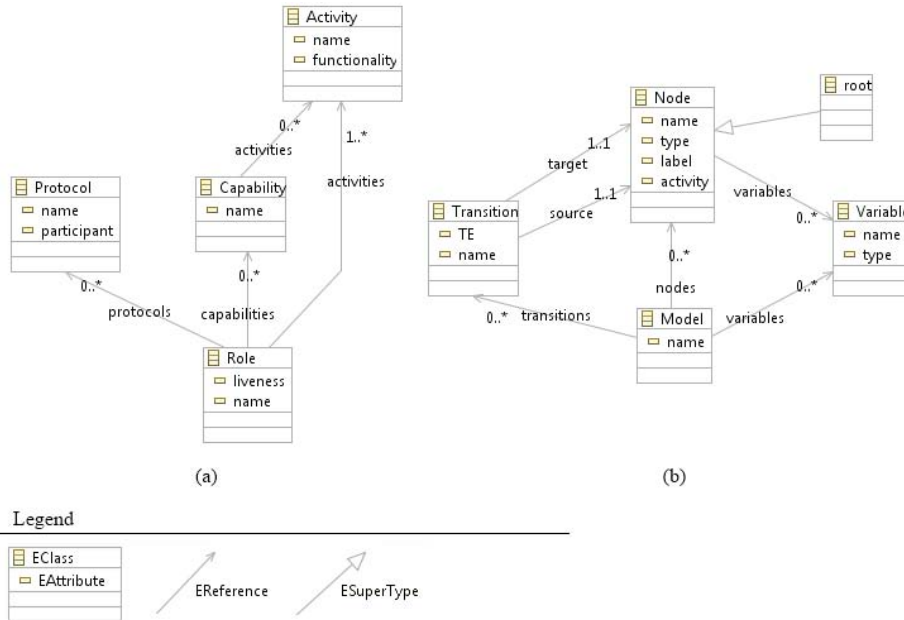 Activity
name
functionality
0..*
1..*
activities
activities
Protocol
name
participant
Capability
name
0..*
0..*
protocols
capabilities
Role
liveness
name
(a)
Node
name
type
label
activity
root
1..1
target
1..1
source
variables
0..*
Transition
TE
name
Variable
name
type
0..*
0..*
nodes
0..*
transitions
variables
Model
name
(b)
Legend
EClass
EAttribute
EReference
ESuperType